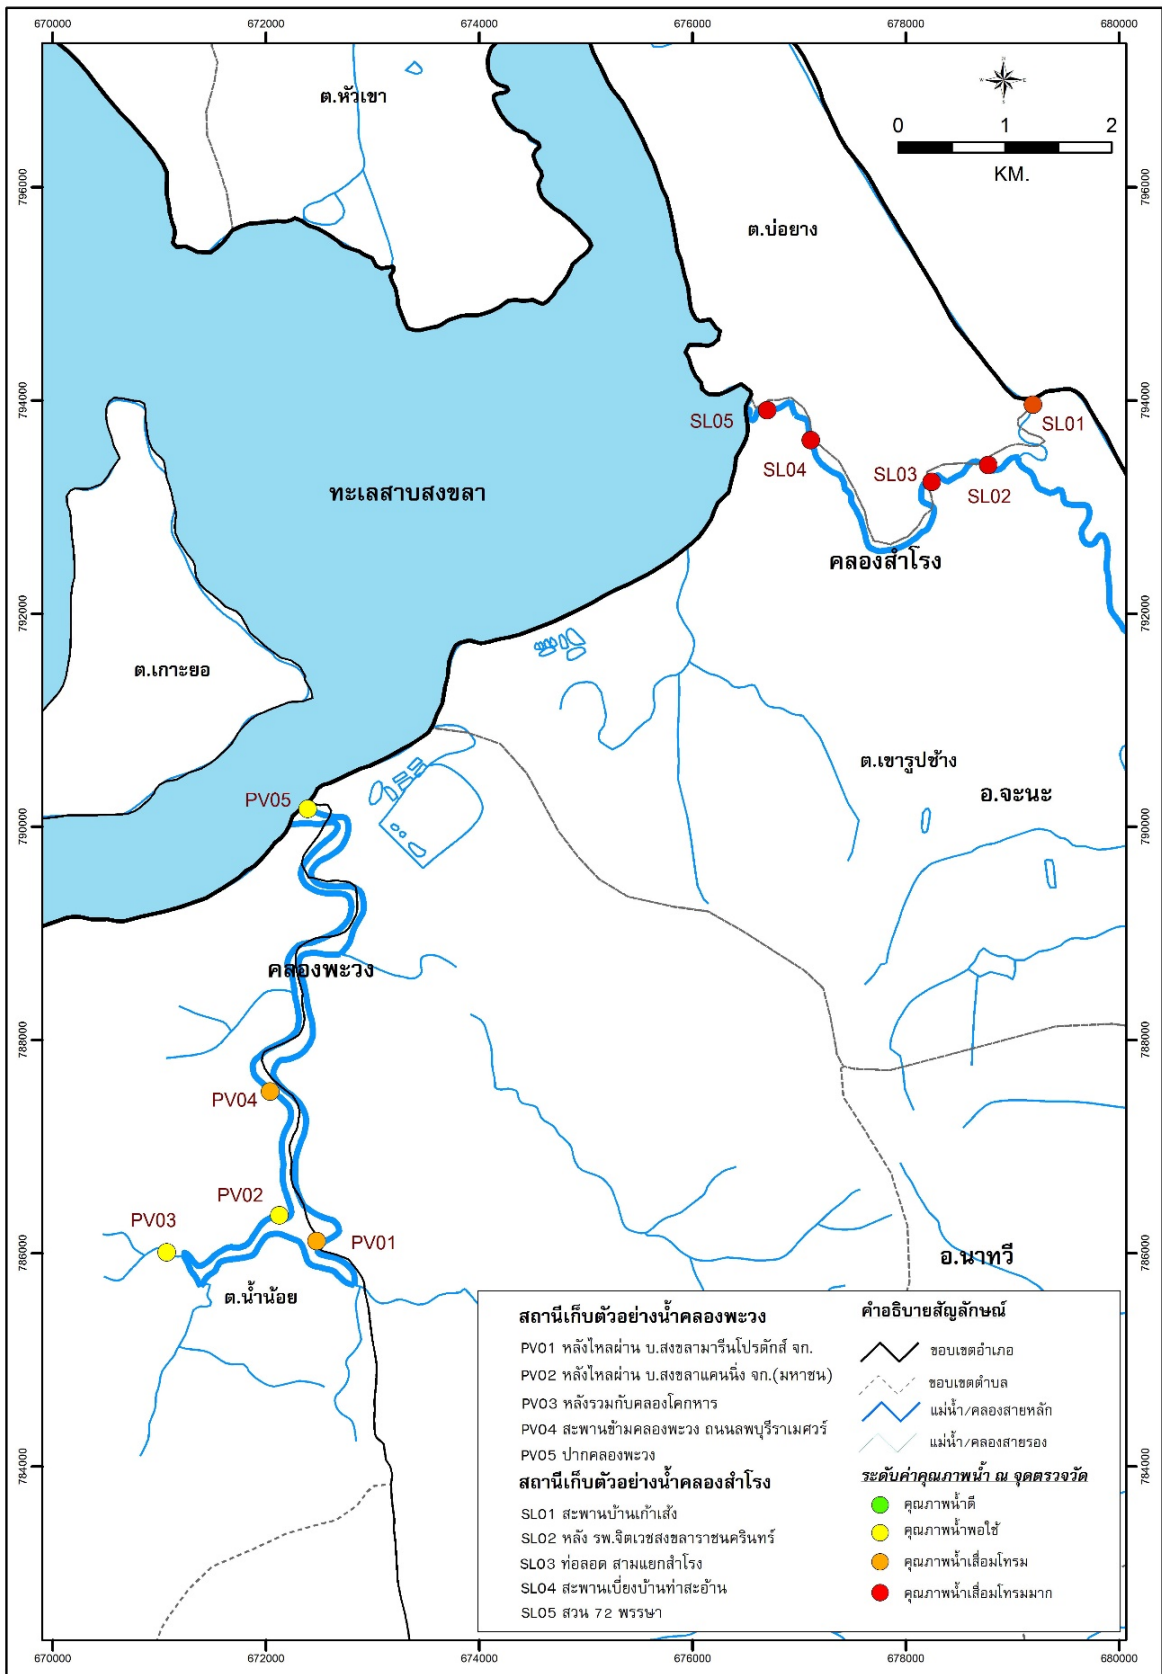 670000 672000 674000 676000 678000 680000
ต.หัวเขา
N
W E
S
0 1 2
KM.
796000 796000
ต.บ่อยาง
794000 794000
SL05
SL01
SL04
SL03
SL02
ทะเลสาบสงขลา
คลองสำโรง
792000 792000
ต.เกาะยอ
ต.เขารูปช้าง
อ.จะนะ
PV05
790000 790000
คลองพะวง
788000 788000
PV04
PV02
PV03
PV01
786000 786000
อ.นาทวี
ต.น้ำน้อย
สถานีเก็บตัวอย่างน้ำคลองพะวง
PV01 หลังไหลผ่าน บ.สงขลามารีนโปรดักส์ จก.
PV02 หลังไหลผ่าน บ.สงขลาแคนนิ่ง จก.(มหาชน)
PV03 หลังรวมกับคลองโคกหาร
PV04 สะพานข้ามคลองพะวง ถนนลพบุรีราเมศวร์
PV05 ปากคลองพะวง
สถานีเก็บตัวอย่างน้ำคลองสำโรง
SL01 สะพานบ้านเก้าเส้ง
SL02 หลัง รพ.จิตเวชสงขลาราชนครินทร์
SL03 ท่อลอด สามแยกสำโรง
SL04 สะพานเบี่ยงบ้านท่าสะอ้าน
SL05 สวน 72 พรรษา
คำอธิบายสัญลักษณ์
ขอบเขตอำเภอ
ขอบเขตตำบล
แม่น้ำ/คลองสายหลัก
แม่น้ำ/คลองสายรอง
ระดับค่าคุณภาพน้ำ ณ จุดตรวจวัด
คุณภาพน้ำดี
คุณภาพน้ำพอใช้
คุณภาพน้ำเสื่อมโทรม
คุณภาพน้ำเสื่อมโทรมมาก
784000 784000
670000 672000 674000 676000 678000 680000